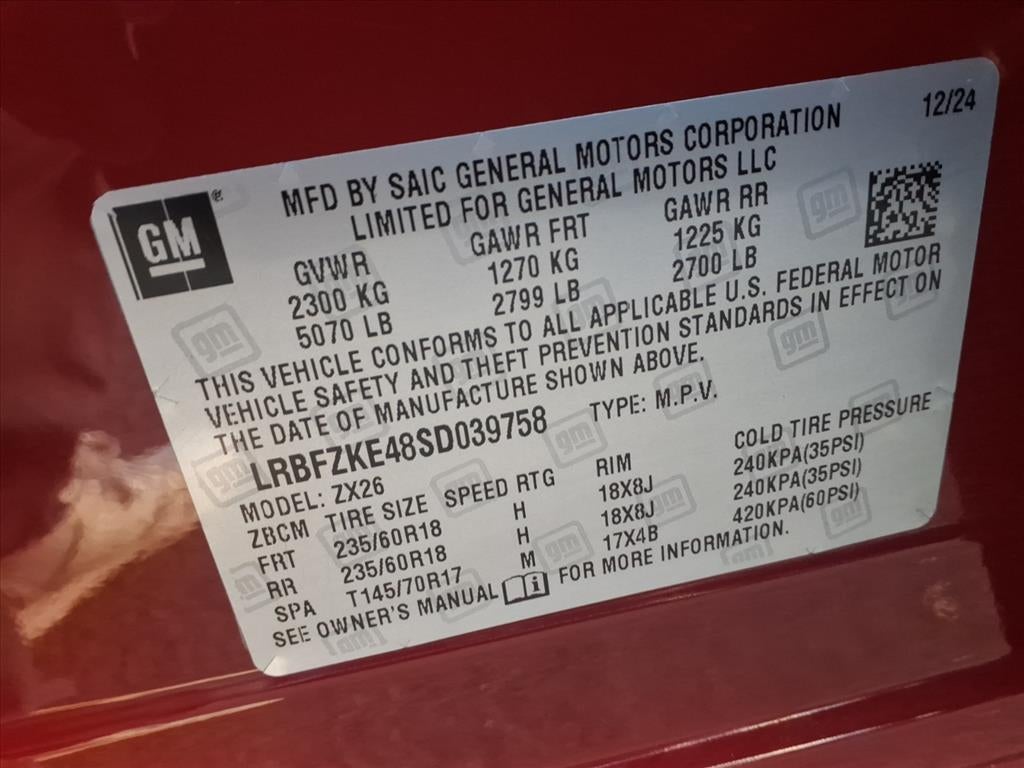 12/24
GM
MFD BY SAIC GENERAL MOTORS CORPORATION
LIMITED FOR GENERAL MOTORS LLC
GVWR GAWR FRT GAWR RR
2300 KG 1270 KG 1225 KG
5070 LB 2799 LB 2700 LB
THIS VEHICLE CONFORMS TO ALL APPLICABLE U.S. FEDERAL MOTOR
VEHICLE SAFETY AND THEFT PREVENTION STANDARDS IN EFFECT ON
THE DATE OF MANUFACTURE SHOWN ABOVE.
LRBFZKE48SD039758 TYPE: M.P.V.
MODEL: ZX26
ZBCM TIRE SIZE SPEED RTG RIM COLD TIRE PRESSURE
FRT 235/60R18 H 18X8J 240KPA(35PSI)
RR 235/60R18 H 18X8J 240KPA(35PSI)
SPA T145/70R17 M 17X4B 420KPA(60PSI)
SEE OWNER'S MANUAL i FOR MORE INFORMATION.